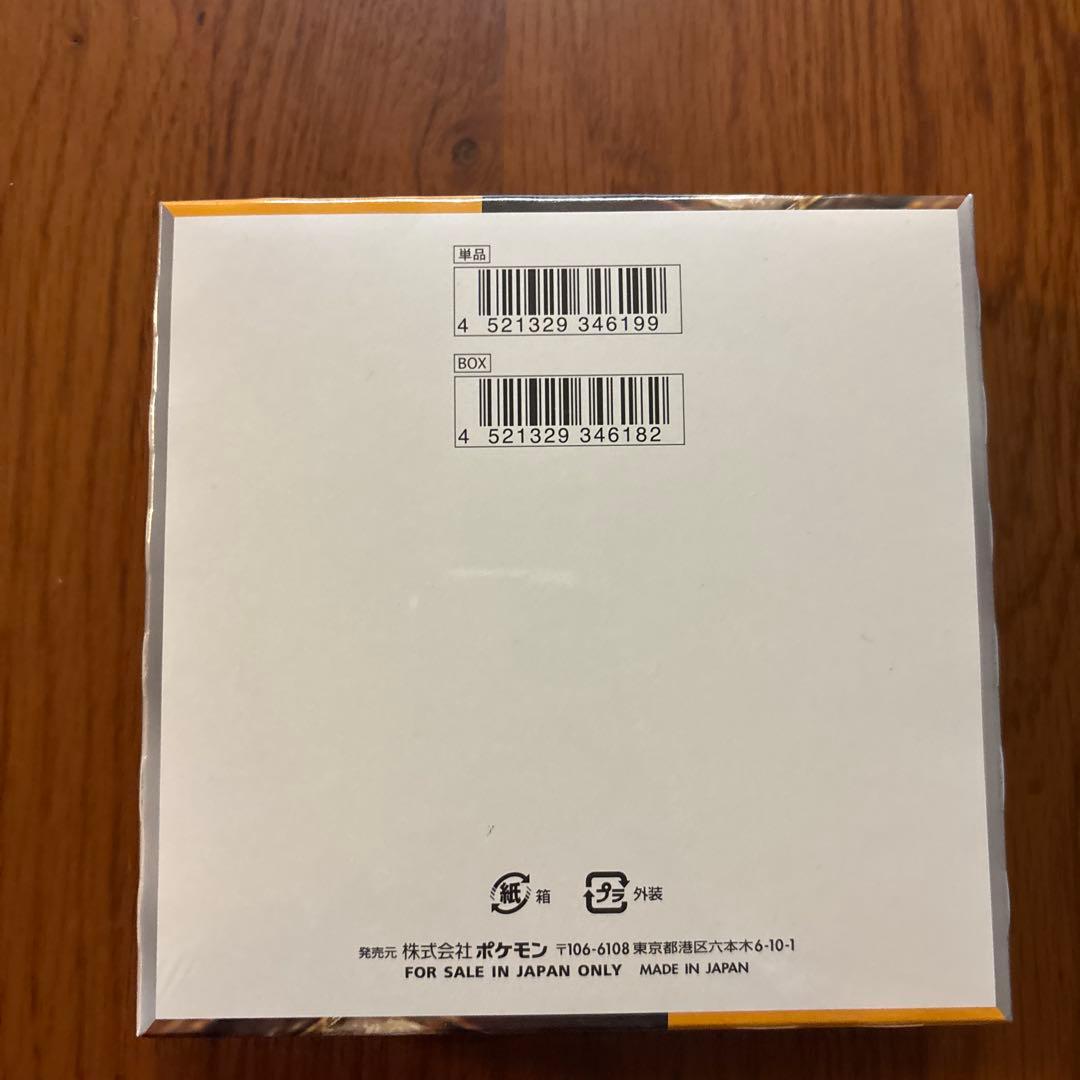 単品
4 521329 346199
BOX
4 521329 346182
紙 箱 プラ 外装
発売元 株式会社 ポケモン 〒106-6108 東京都港区六本木6-10-1
FOR SALE IN JAPAN ONLY MADE IN JAPAN